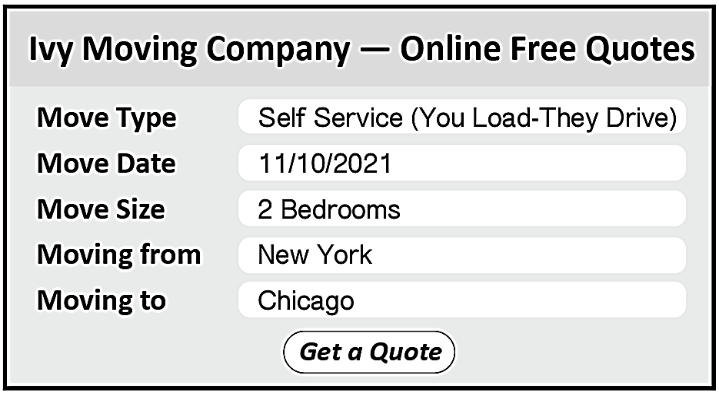 Ivy Moving Company — Online Free Quotes
Move Type Self Service (You Load-They Drive)
Move Date 11/10/2021
Move Size 2 Bedrooms
Moving from New York
Moving to Chicago
Get a Quote